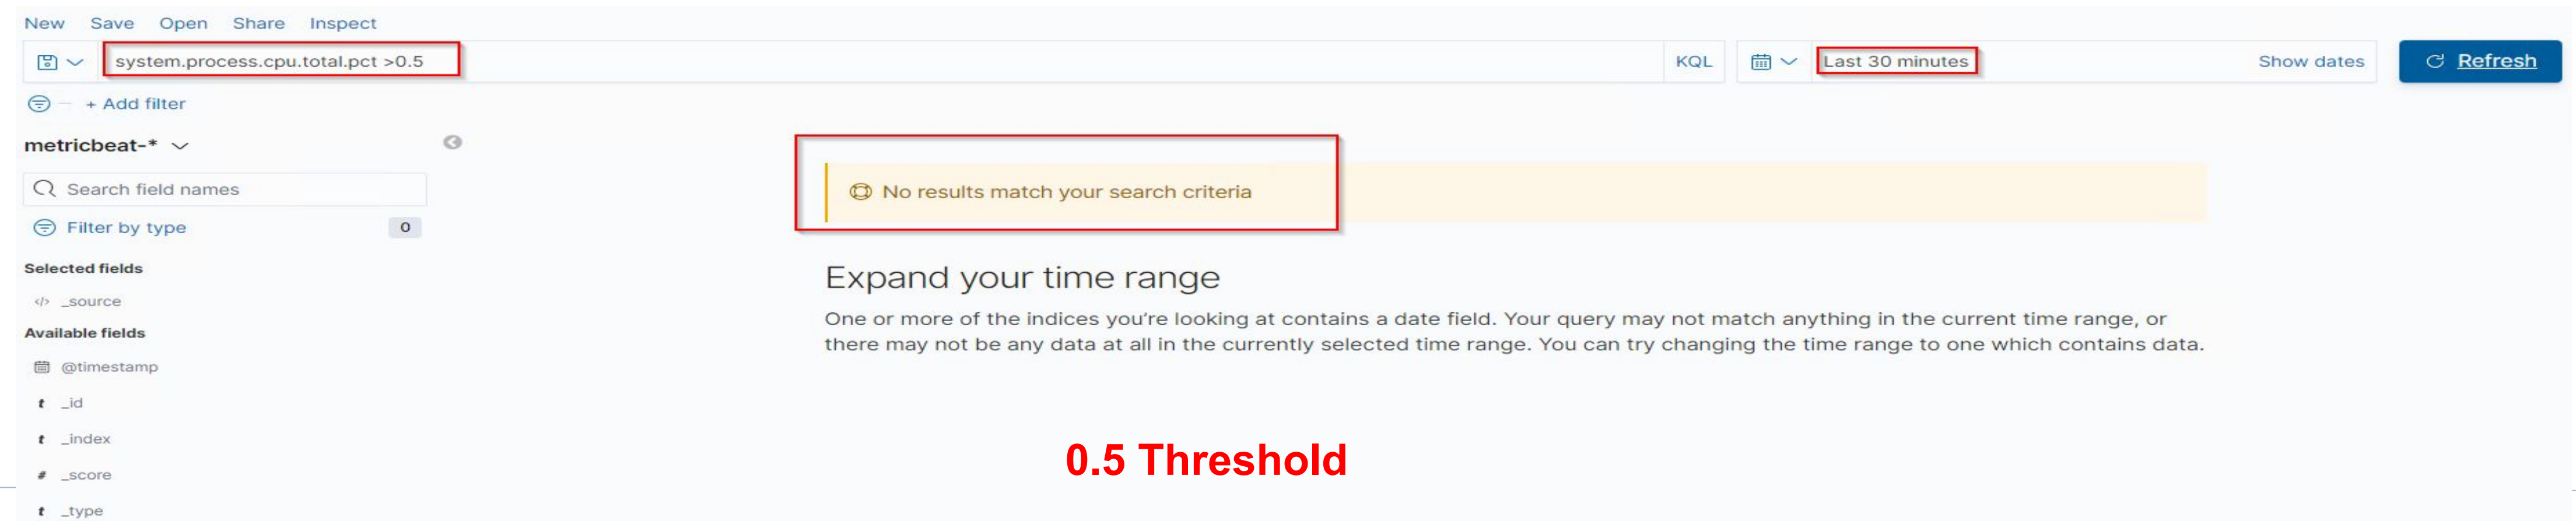 New Save Open Share Inspect
system.process.cpu.total.pct >0.5
KQL
Last 30 minutes
Show dates
Refresh
+ Add filter
metricbeat-*
Search field names
Filter by type 0
Selected fields
</> _source
Available fields
@timestamp
t _id
t _index
# _score
t _type
No results match your search criteria
Expand your time range
One or more of the indices you're looking at contains a date field. Your query may not match anything in the current time range, or
there may not be any data at all in the currently selected time range. You can try changing the time range to one which contains data.
0.5 Threshold